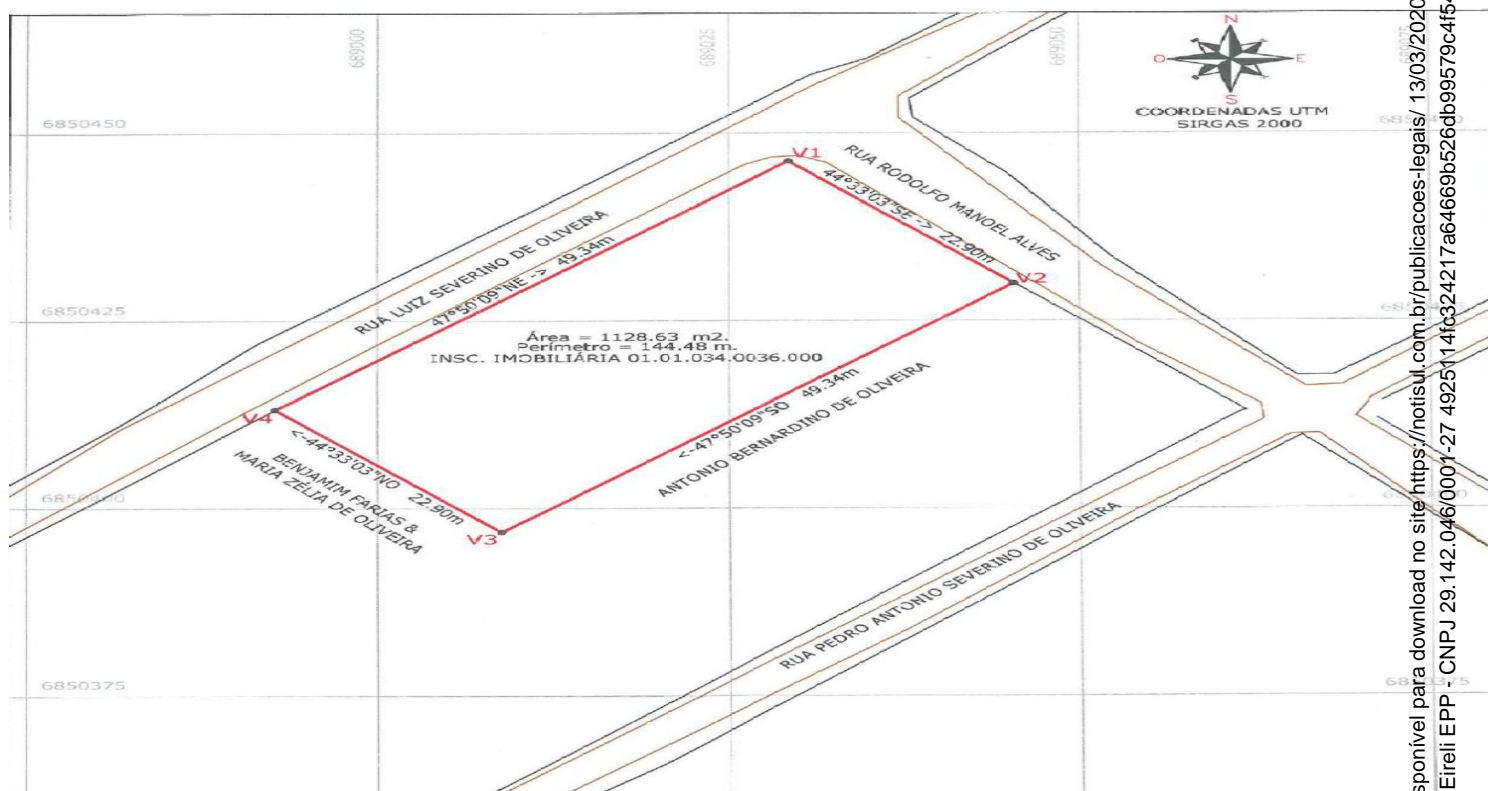 689000
689025
689050
N
O
E
S
COORDENADAS UTM
SIRGAS 2000
6850450
V1
RUA RODOLFO MANOEL ALVES
44°33'03"SE -> 22.90m
V2
RUA LUIZ SEVERINO DE OLIVEIRA
47°50'09"NE -> 49.34m
6850425
Área = 1128.63 m2.
Perímetro = 144.48 m.
INSC. IMOBILIÁRIA 01.01.034.0036.000
<-47°50'09"SO 49.34m
ANTONIO BERNARDINO DE OLIVEIRA
V4
<-44°33'03"NO 22.90m
BENJAMIM FARIAS &
MARIA ZÉLIA DE OLIVEIRA
V3
6850400
RUA PEDRO ANTONIO SEVERINO DE OLIVEIRA
6850375
sponível para download no site https://notisul.com.br/publicacoes-legais/ 13/03/2020
Eireli EPP - CNPJ 29.142.046/0001-27 4925114fc324217a64669b526db99579c4f54